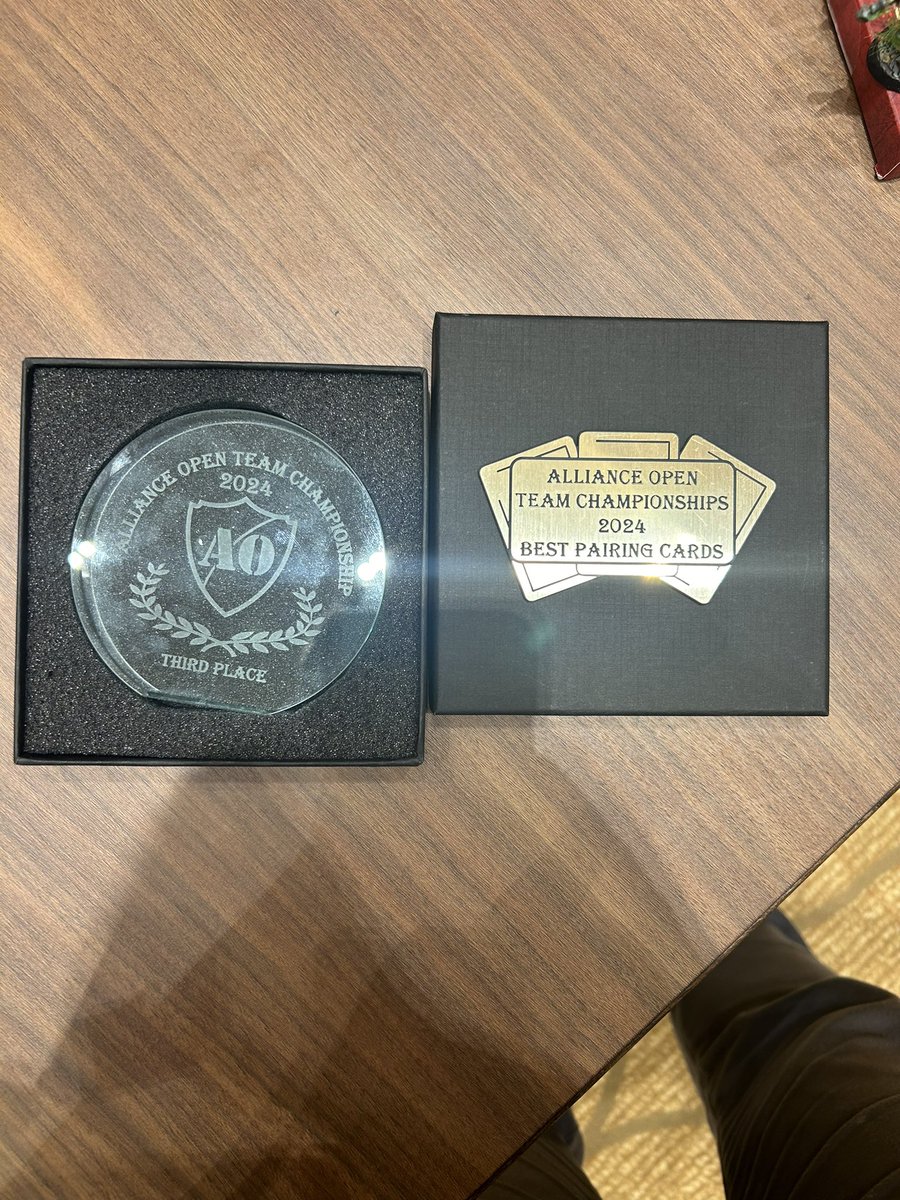 ALLIANCE OPEN TEAM CHAMPIONSHIP
2024
AO
THIRD PLACE
ALLIANCE OPEN
TEAM CHAMPIONSHIPS
2024
BEST PAIRING CARDS